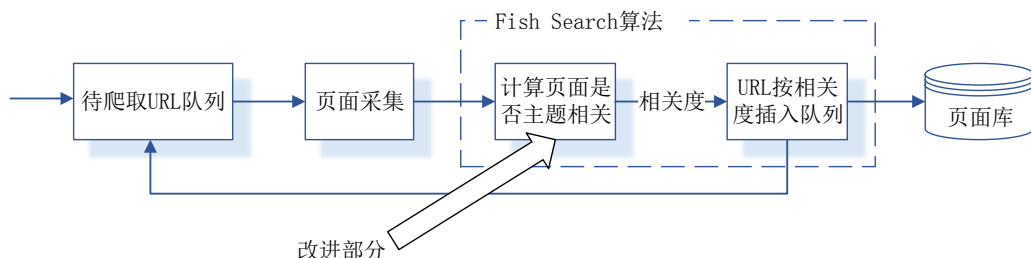 Fish Search算法
待爬取URL队列
页面采集
计算页面是
否主题相关
相关度
URL按相关
度插入队列
页面库
改进部分